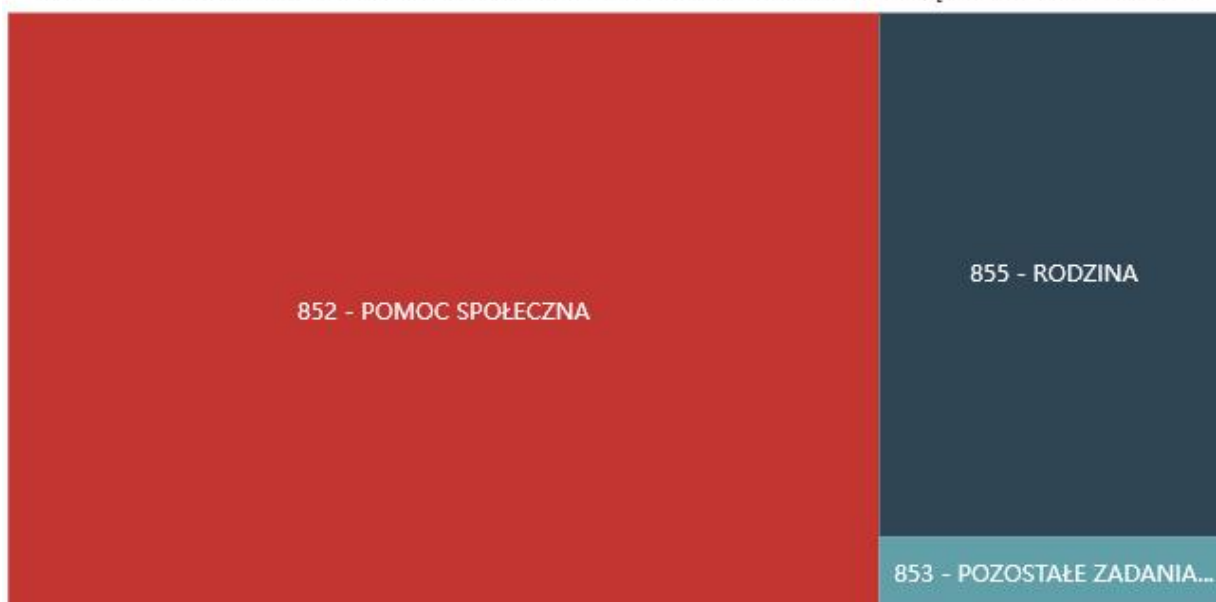 852 - POMOC SPOŁECZNA
855 - RODZINA
853 - POZOSTAŁE ZADANIA...